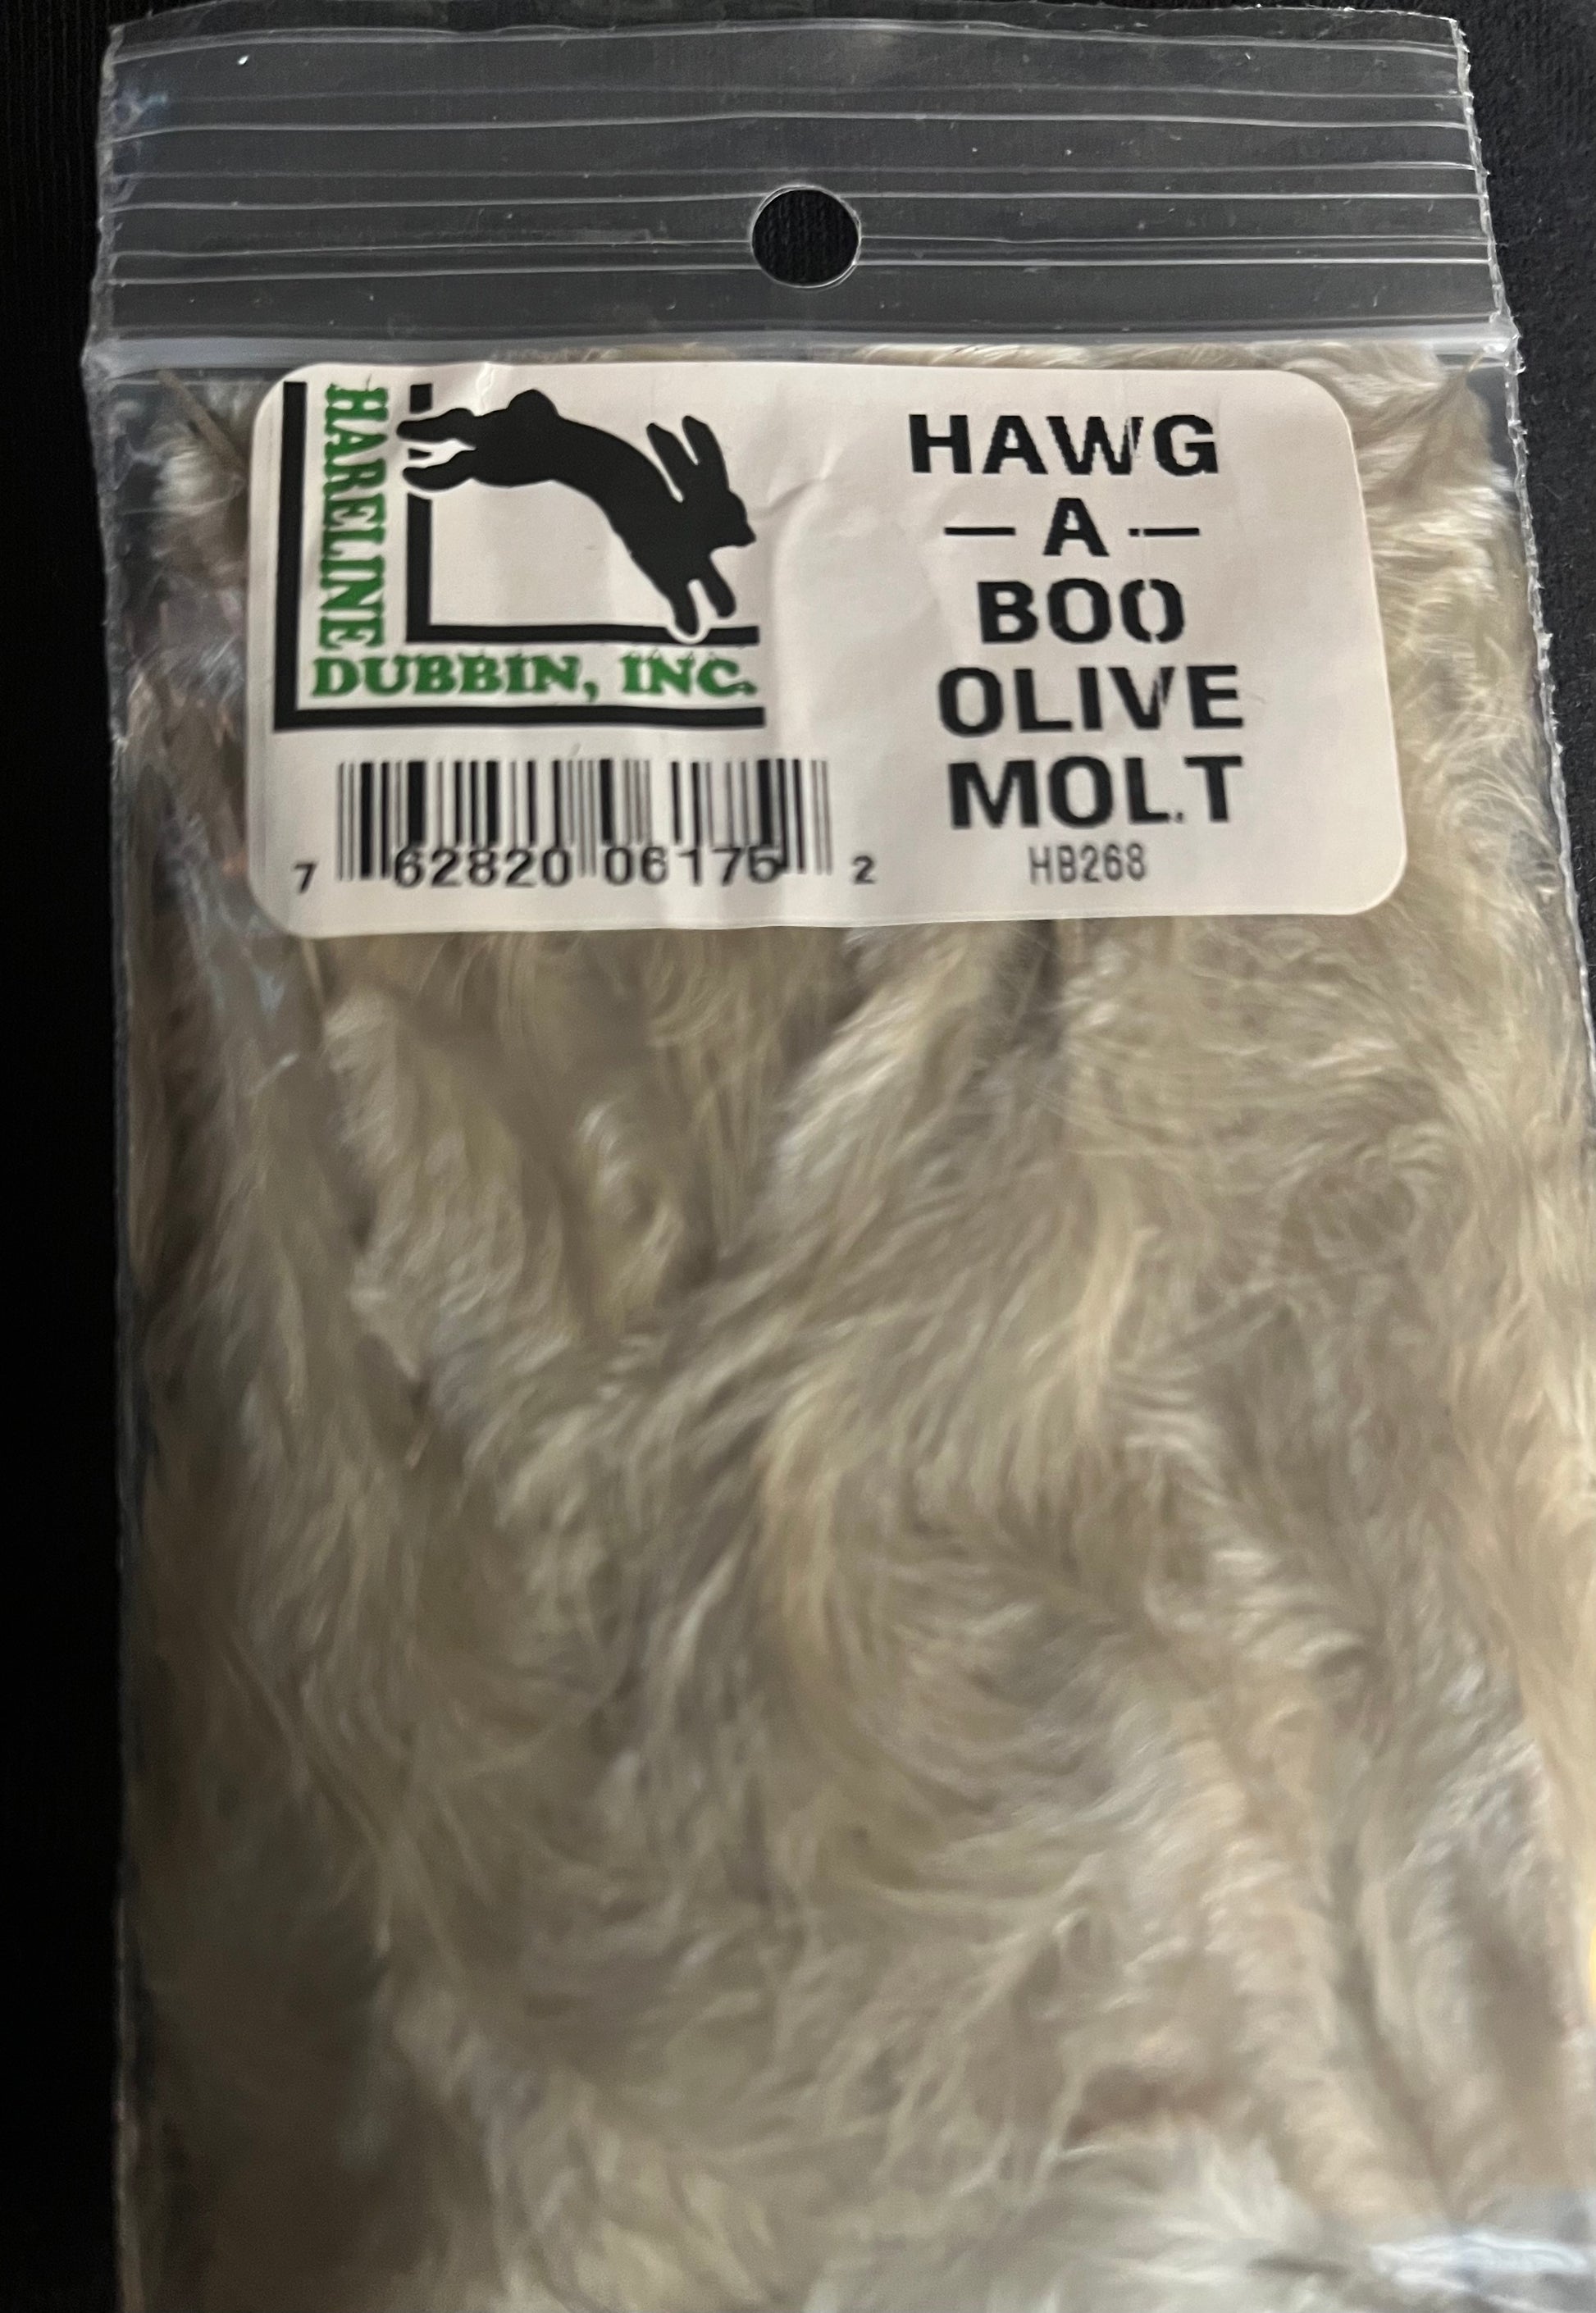 HARELINE
DUBBIN, INC.
HAWG
— A —
BOO
OLIVE
MOLT
HB268
7 62820 06175 2